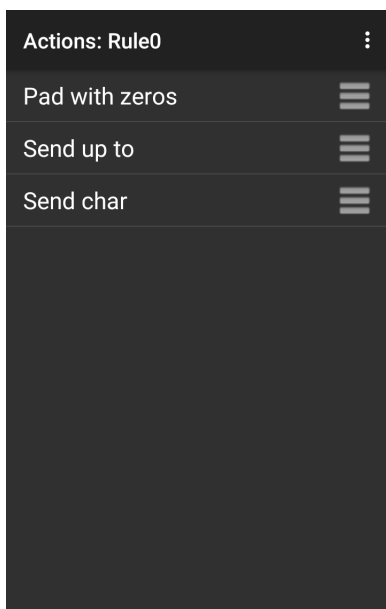 Actions: Rule0
Pad with zeros
Send up to
Send char